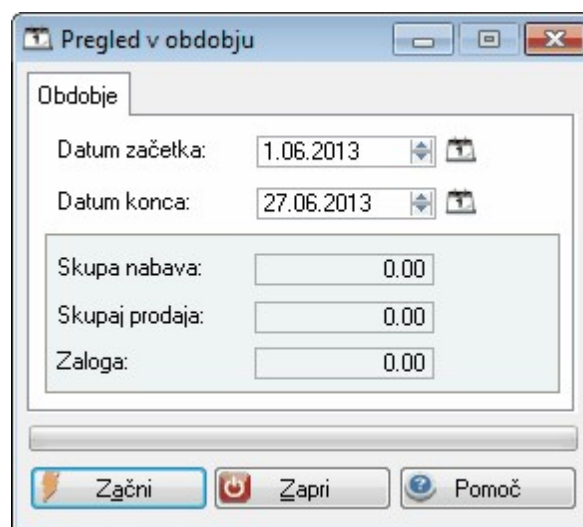 Pregled v obdobju
Obdobje
Datum začetka: 1.06.2013
Datum konca: 27.06.2013
Skupa nabava: 0.00
Skupaj prodaja: 0.00
Zaloga: 0.00
Začni Zapri Pomoč